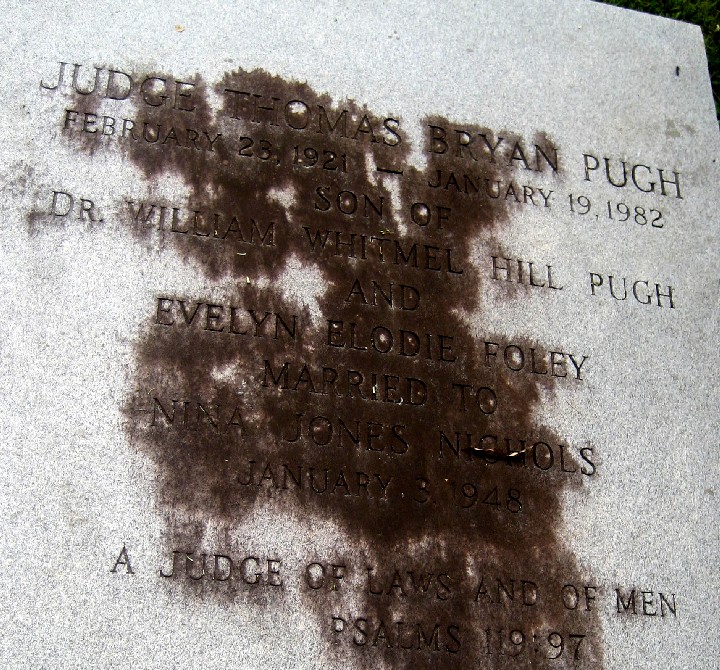 JUDGE THOMAS BRYAN PUGH
FEBRUARY 23, 1921 — JANUARY 19, 1982
SON OF
DR. WILLIAM WHITMEL HILL PUGH
AND
EVELYN ELODIE FOLEY
MARRIED TO
NINA JONES NICHOLS
JANUARY 3, 1948
A JUDGE OF LAWS AND OF MEN
PSALMS 119:97